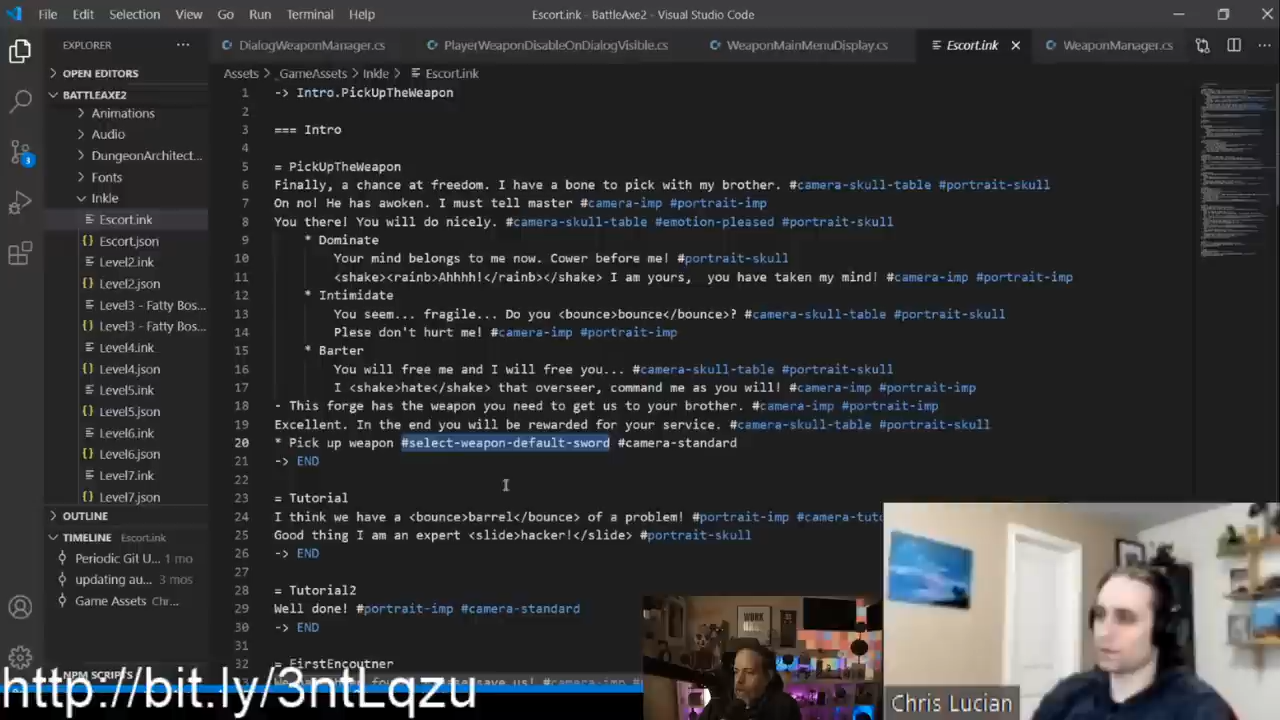 File Edit Selection View Go Run Terminal Help
Escort.ink - BattleAxe2 - Visual Studio Code
EXPLORER
DialogWeaponManager.cs
PlayerWeaponDisableOnDialogVisible.cs
WeaponMainMenuDisplay.cs
Escort.ink
WeaponManager.cs
OPEN EDITORS
BATTLEAXE2
Animations
Audio
DungeonArchitect...
Fonts
Inkle
Escort.ink
Escort.json
Level2.ink
Level2.json
Level3 - Fatty Bos...
Level3 - Fatty Bos...
Level4.ink
Level4.json
Level5.ink
Level5.json
Level6.ink
Level6.json
Level7.ink
Level7.json
OUTLINE
TIMELINE Escort.ink
Periodic Git U... 1 mo
updating au... 3 mos
Game Assets Chr...
NPM SCRIPTS
3
Assets > _GameAssets > Inkle > Escort.ink
1 -> Intro.PickUpTheWeapon
2
3 === Intro
4
5 = PickUpTheWeapon
6 Finally, a chance at freedom. I have a bone to pick with my brother. #camera-skull-table #portrait-skull
7 On no! He has awoken. I must tell master #camera-imp #portrait-imp
8 You there! You will do nicely. #camera-skull-table #emotion-pleased #portrait-skull
9 * Dominate
10 Your mind belongs to me now. Cower before me! #portrait-skull
11 <shake><rainb>Ahhhh!</rainb></shake> I am yours,  you have taken my mind! #camera-imp #portrait-imp
12 * Intimidate
13 You seem... fragile... Do you <bounce>bounce</bounce>? #camera-skull-table #portrait-skull
14 Plese don't hurt me! #camera-imp #portrait-imp
15 * Barter
16 You will free me and I will free you... #camera-skull-table #portrait-skull
17 I <shake>hate</shake> that overseer, command me as you will! #camera-imp #portrait-imp
18 - This forge has the weapon you need to get us to your brother. #camera-imp #portrait-imp
19 Excellent. In the end you will be rewarded for your service. #camera-skull-table #portrait-skull
20 * Pick up weapon #select-weapon-default-sword #camera-standard
21 -> END
22
23 = Tutorial
24 I think we have a <bounce>barrel</bounce> of a problem! #portrait-imp #camera-tuto
25 Good thing I am an expert <slide>hacker!</slide> #portrait-skull
26 -> END
27
28 = Tutorial2
29 Well done! #portrait-imp #camera-standard
30 -> END
31
32 = FirstEncoutner
WORK
Chris Lucian
http://bit.ly/3ntLqzu